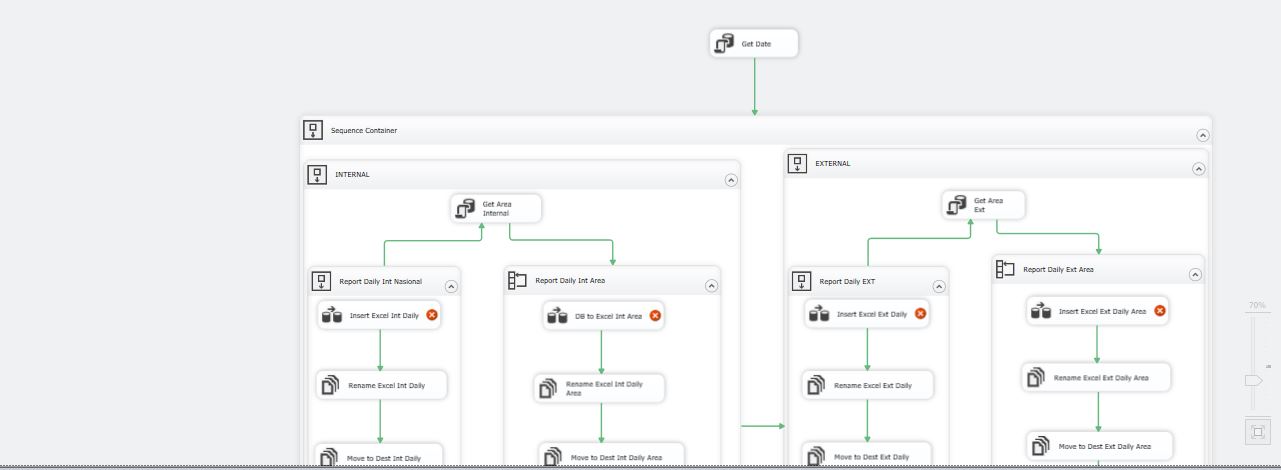 Get Date
Sequence Container
INTERNAL
Get Area
Internal
Report Daily Int Nasional
Insert Excel Int Daily
Rename Excel Int Daily
Move to Dest Int Daily
Report Daily Int Area
DB to Excel Int Area
Rename Excel Int Daily
Area
Move to Dest Int Daily Area
EXTERNAL
Get Area
Ext
Report Daily EXT
Insert Excel Ext Daily
Rename Excel Ext Daily
Move to Dest Ext Daily
Report Daily Ext Area
Insert Excel Ext Daily Area
Rename Excel Ext Daily Area
Move to Dest Ext Daily Area
70%